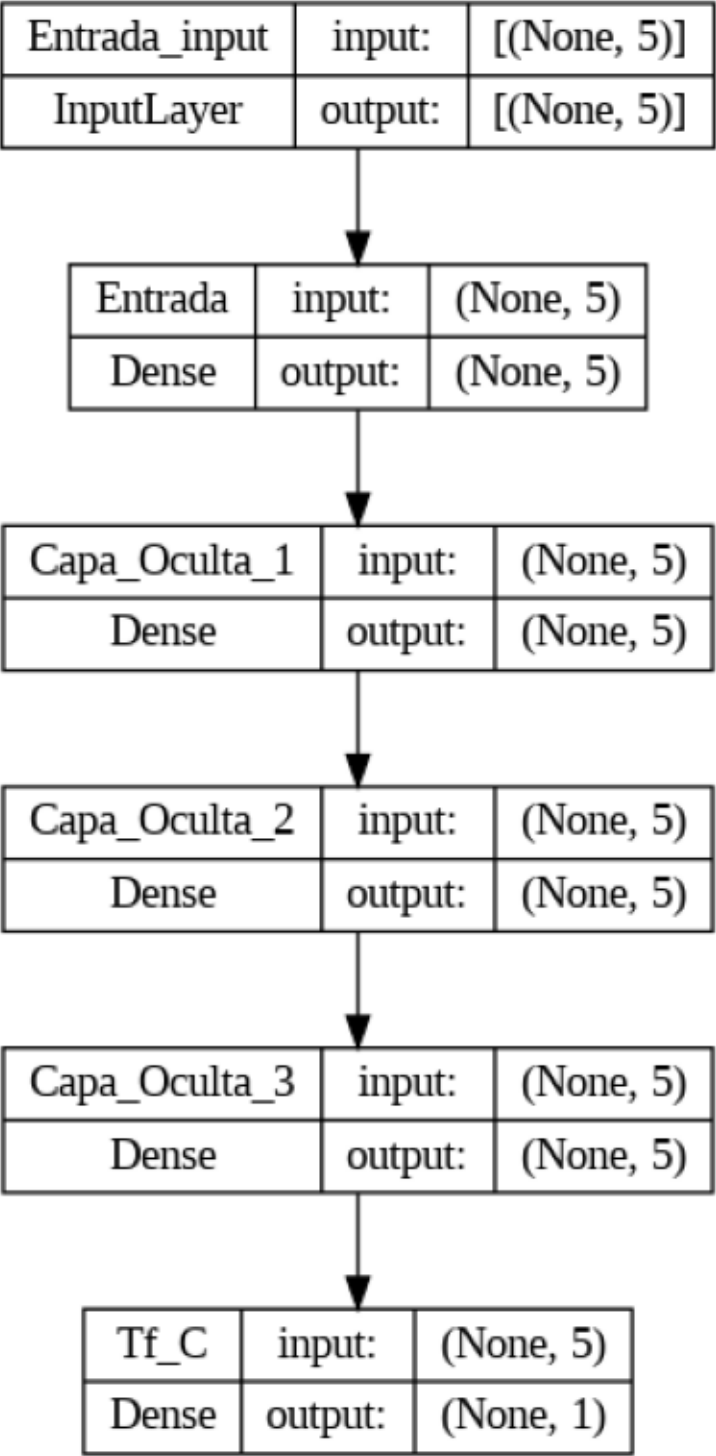 Entrada_input input: [(None, 5)]
InputLayer output: [(None, 5)]
Entrada input: (None, 5)
Dense output: (None, 5)
Capa_Oculta_1 input: (None, 5)
Dense output: (None, 5)
Capa_Oculta_2 input: (None, 5)
Dense output: (None, 5)
Capa_Oculta_3 input: (None, 5)
Dense output: (None, 5)
Tf_C input: (None, 5)
Dense output: (None, 1)